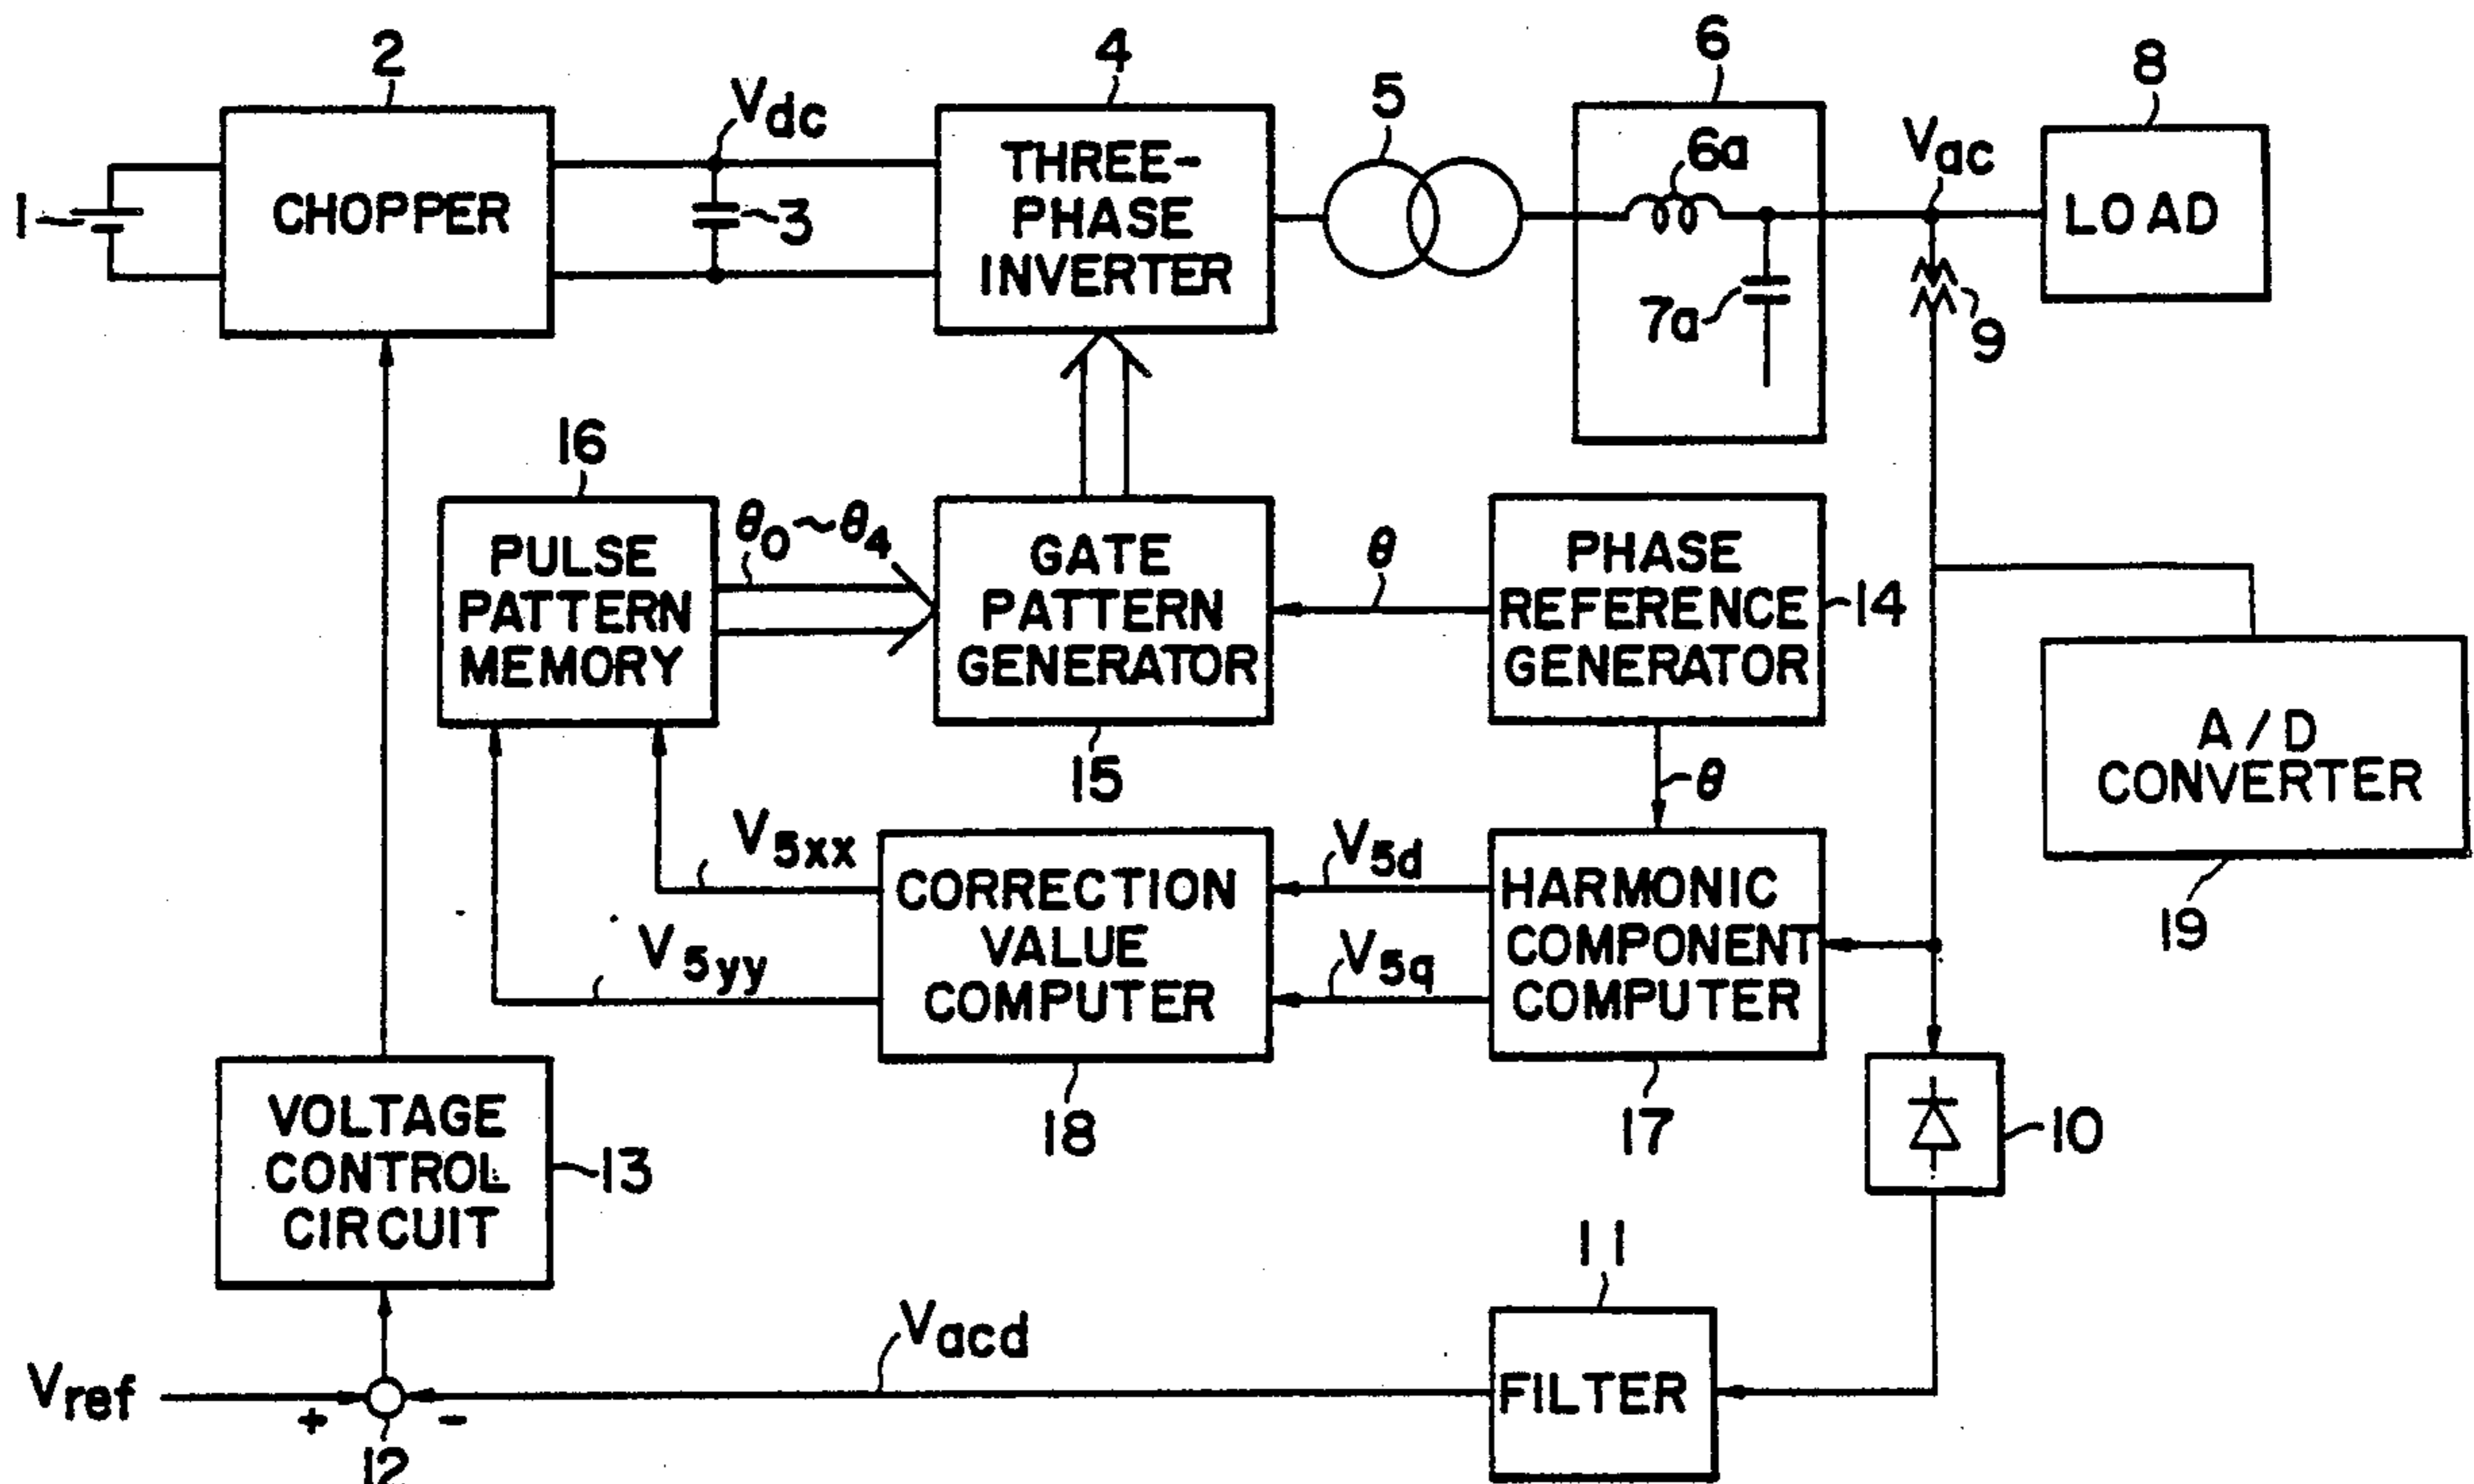 2
4
6
8
5
Vdc
Vac
6a
1
CHOPPER
3
THREE-
PHASE
INVERTER
7a
LOAD
9
16
PULSE
PATTERN
MEMORY
θ0~θ4
GATE
PATTERN
GENERATOR
15
θ
PHASE
REFERENCE
GENERATOR
14
θ
A/D
CONVERTER
19
V5xx
V5yy
CORRECTION
VALUE
COMPUTER
18
V5d
V5q
HARMONIC
COMPONENT
COMPUTER
17
10
VOLTAGE
CONTROL
CIRCUIT
13
11
FILTER
Vacd
Vref
+
-
12